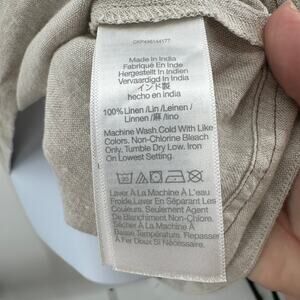 Made In India
Fabriqué En Inde
Hergestellt In Indien
Vervaardigd In India
インド製
hecho en india
100% Linen/Lin/Leinen/
Linnen/麻/lino
Machine Wash.Cold With Like
Colors. Non-Chlorine Bleach
Only. Tumble Dry Low. Iron
On Lowest Setting.
Laver À La Machine À L'eau
Froide.Laver En Séparant Les
Couleurs. Seulement Agent
De Blanchiment Non-Chlore.
Sécher À La Machine À
Basse Température. Repasser
À Fer Doux Si Nécessaire.